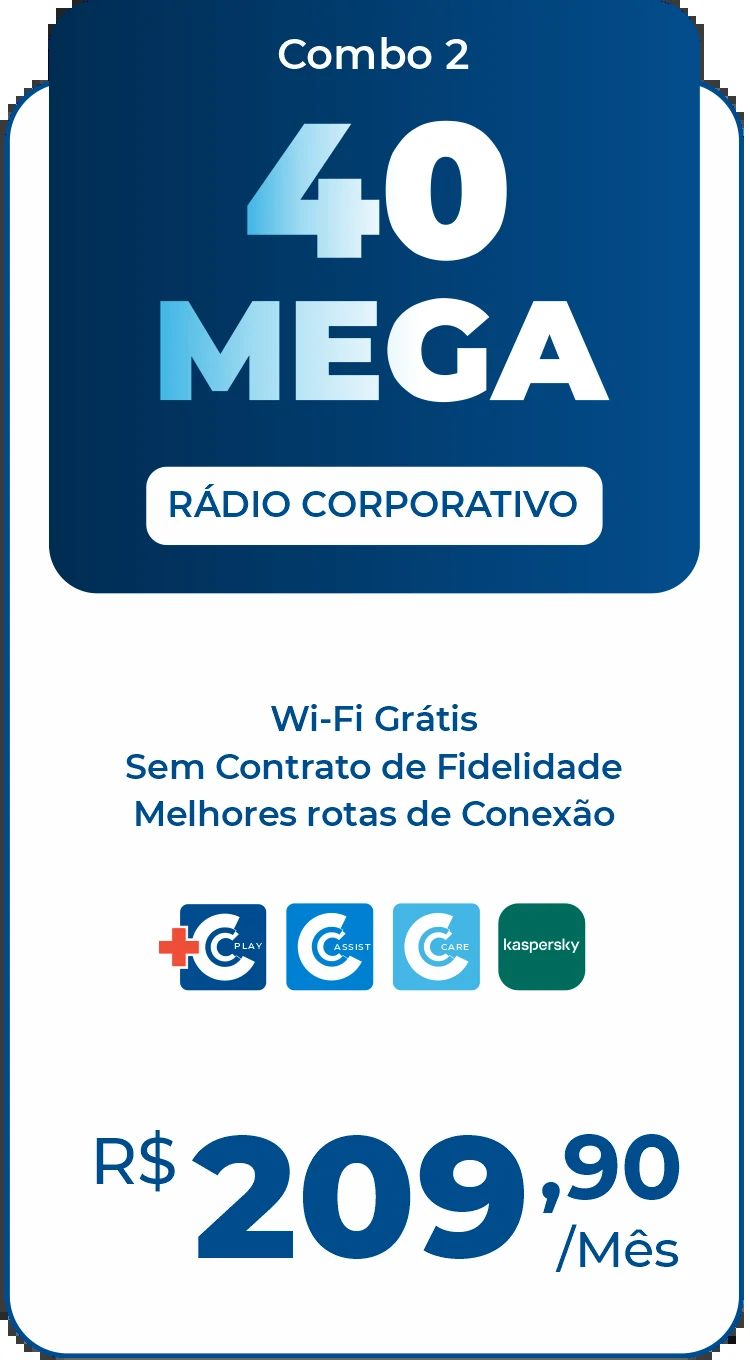 Combo 2
40
MEGA
RÁDIO CORPORATIVO
Wi-Fi Grátis
Sem Contrato de Fidelidade
Melhores rotas de Conexão
PLAY ASSIST CARE kaspersky
R$ 209,90
/Mês